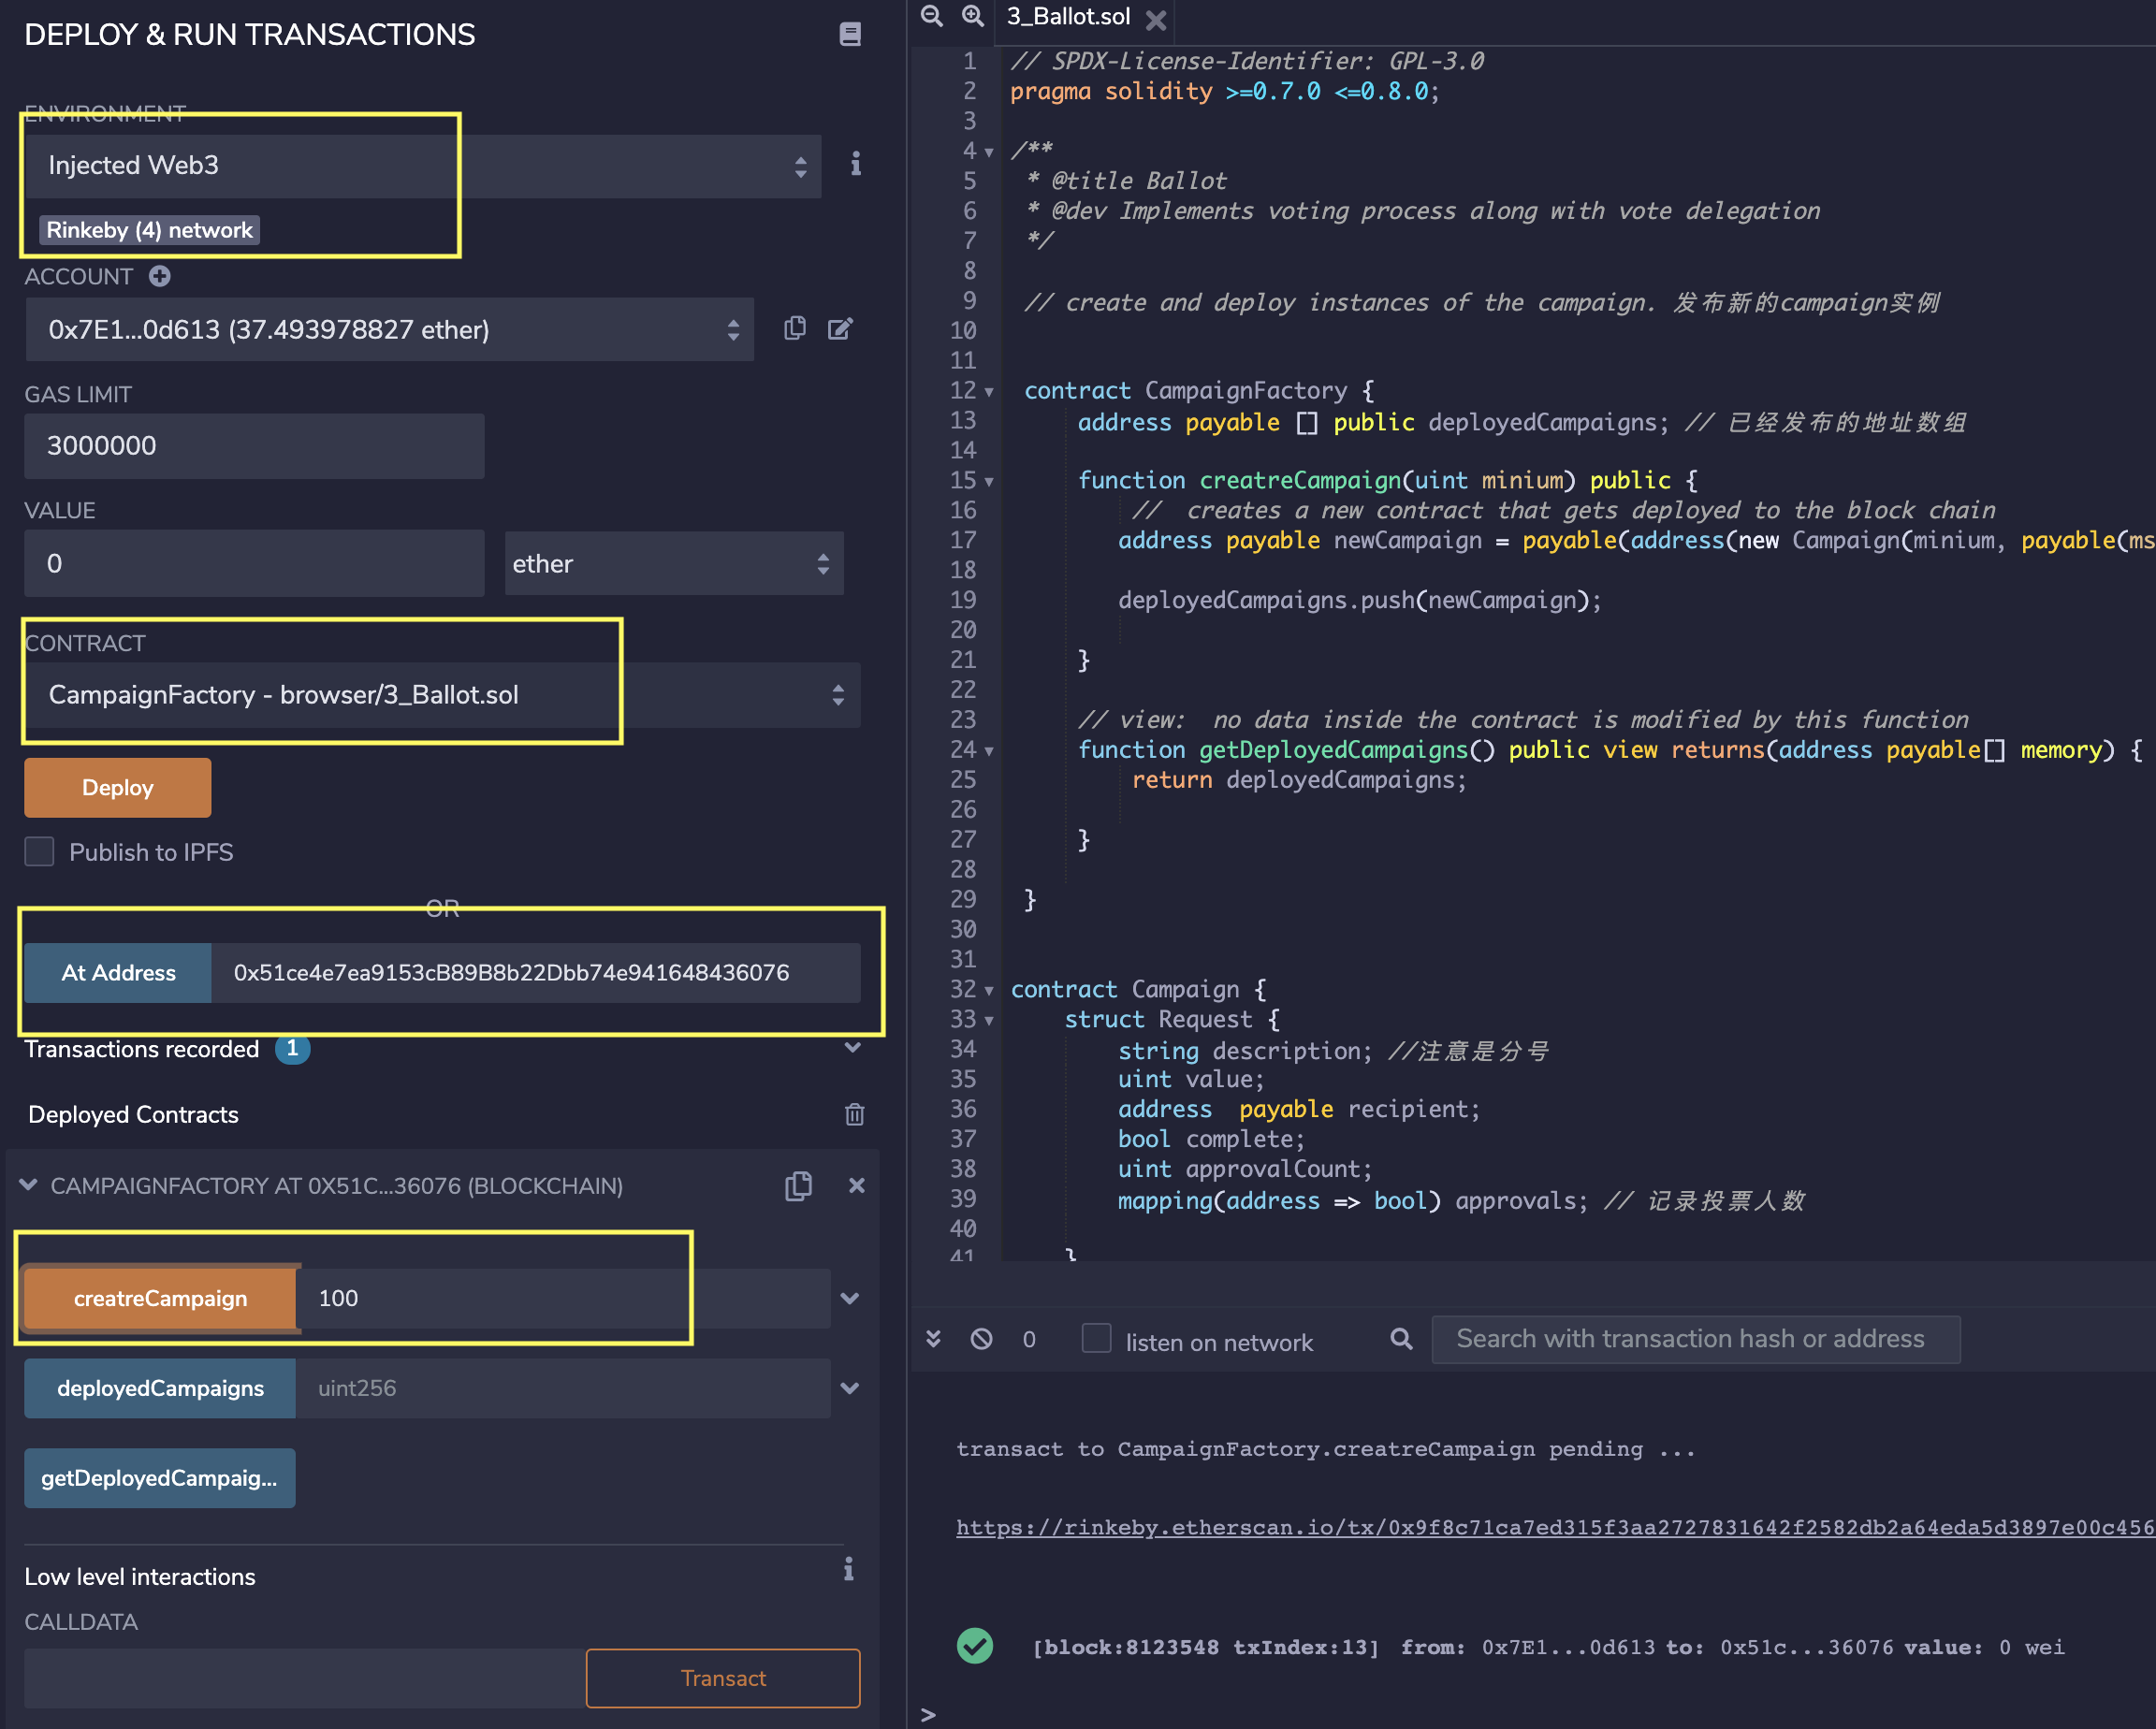 DEPLOY & RUN TRANSACTIONS
ENVIRONMENT
Injected Web3
Rinkeby (4) network
ACCOUNT
0x7E1...0d613 (37.493978827 ether)
GAS LIMIT
3000000
VALUE
0
ether
CONTRACT
CampaignFactory - browser/3_Ballot.sol
Deploy
Publish to IPFS
OR
At Address
0x51ce4e7ea9153cB89B8b22Dbb74e941648436076
Transactions recorded 1
Deployed Contracts
CAMPAIGNFACTORY AT 0X51C...36076 (BLOCKCHAIN)
creatreCampaign
100
deployedCampaigns
uint256
getDeployedCampaig...
Low level interactions
CALLDATA
Transact
3_Ballot.sol
1 // SPDX-License-Identifier: GPL-3.0
2 pragma solidity >=0.7.0 <=0.8.0;
3
4 /**
5 * @title Ballot
6 * @dev Implements voting process along with vote delegation
7 */
8
9 // create and deploy instances of the campaign. 发布新的campaign实例
10
11
12 contract CampaignFactory {
13 address payable [] public deployedCampaigns; // 已经发布的地址数组
14
15 function creatreCampaign(uint minium) public {
16 // creates a new contract that gets deployed to the block chain
17 address payable newCampaign = payable(address(new Campaign(minium, payable(ms
18
19 deployedCampaigns.push(newCampaign);
20
21 }
22
23 // view: no data inside the contract is modified by this function
24 function getDeployedCampaigns() public view returns(address payable[] memory) {
25 return deployedCampaigns;
26
27 }
28
29 }
30
31
32 contract Campaign {
33 struct Request {
34 string description; //注意是分号
35 uint value;
36 address payable recipient;
37 bool complete;
38 uint approvalCount;
39 mapping(address => bool) approvals; // 记录投票人数
40
41 }
0
listen on network
Search with transaction hash or address
transact to CampaignFactory.creatreCampaign pending ...
https://rinkeby.etherscan.io/tx/0x9f8c71ca7ed315f3aa2727831642f2582db2a64eda5d3897e00c456
[block:8123548 txIndex:13] from: 0x7E1...0d613 to: 0x51c...36076 value: 0 wei
>